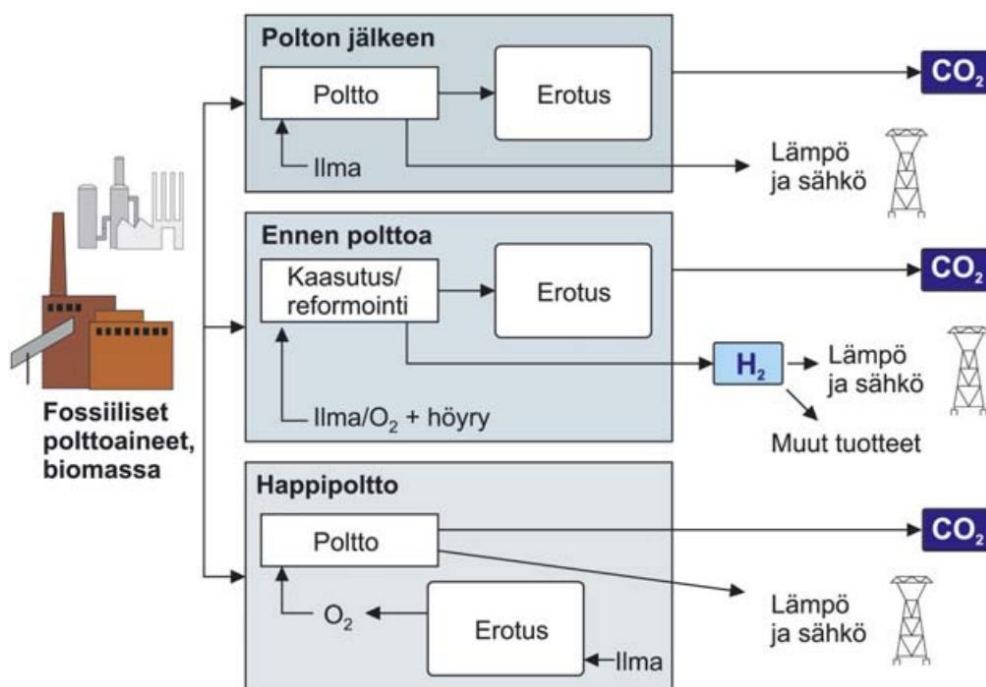 Polton jälkeen
Poltto
Erotus
Ilma
CO₂
Lämpö
ja sähkö
Ennen polttoa
Kaasutus/
reformointi
Erotus
Ilma/O₂ + höyry
CO₂
H₂
Lämpö
ja sähkö
Muut tuotteet
Fossiiliset
polttoaineet,
biomassa
Happipoltto
Poltto
O₂
Erotus
Ilma
CO₂
Lämpö
ja sähkö